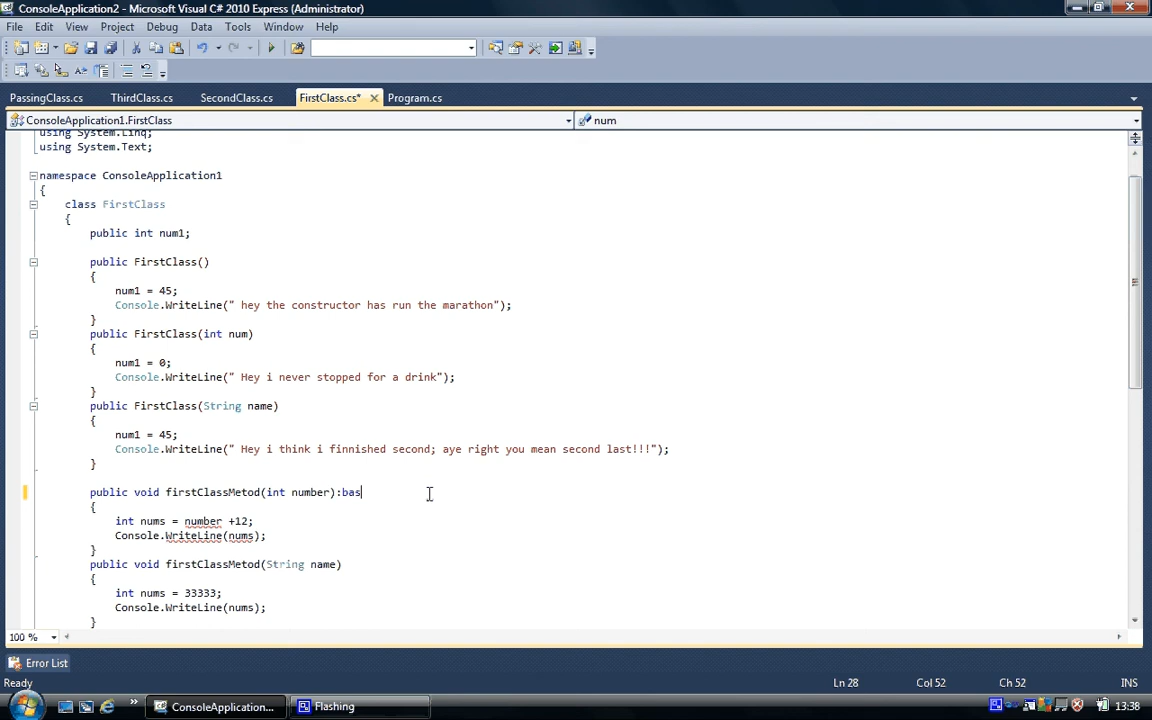 ConsoleApplication2 - Microsoft Visual C# 2010 Express (Administrator)
File Edit View Project Debug Data Tools Window Help
PassingClass.cs ThirdClass.cs SecondClass.cs FirstClass.cs* Program.cs
ConsoleApplication1.FirstClass num
using System.Linq;
using System.Text;
namespace ConsoleApplication1
{
class FirstClass
{
public int num1;
public FirstClass()
{
num1 = 45;
Console.WriteLine(" hey the constructor has run the marathon");
}
public FirstClass(int num)
{
num1 = 0;
Console.WriteLine(" Hey i never stopped for a drink");
}
public FirstClass(String name)
{
num1 = 45;
Console.WriteLine(" Hey i think i finnished second; aye right you mean second last!!!");
}
public void firstClassMetod(int number):bas
{
int nums = number +12;
Console.WriteLine(nums);
}
public void firstClassMetod(String name)
{
int nums = 33333;
Console.WriteLine(nums);
}
100 %
Error List
Ready Ln 28 Col 52 Ch 52 INS
ConsoleApplication... Flashing 13:38